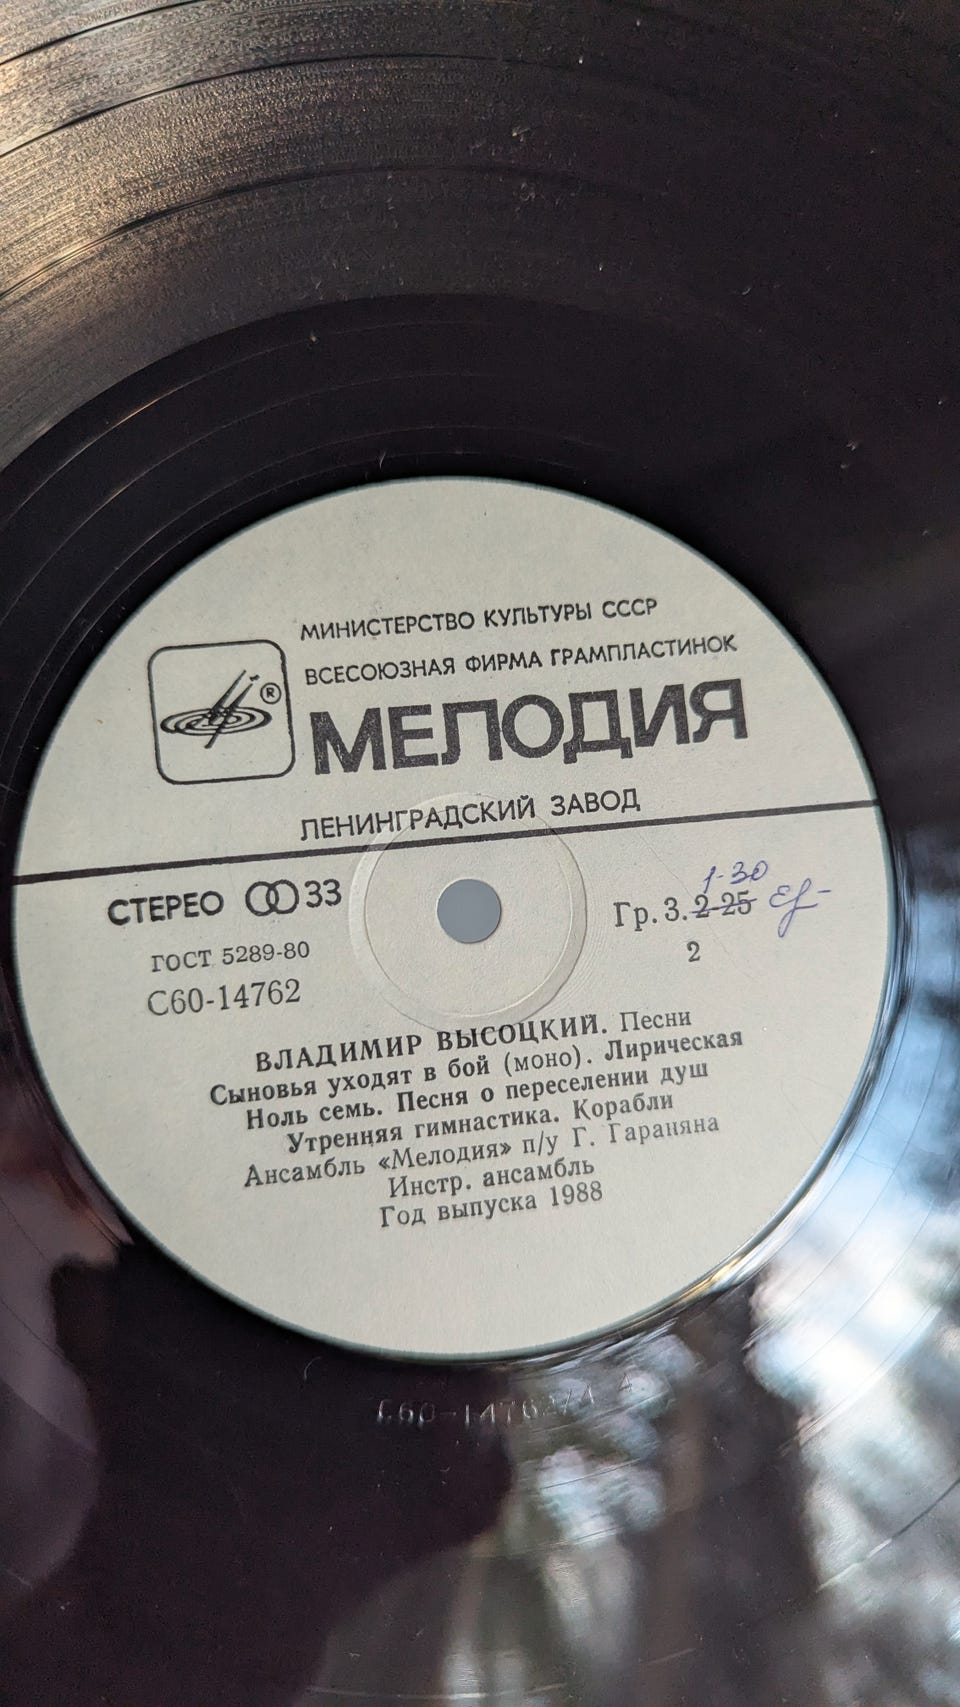 МИНИСТЕРСТВО КУЛЬТУРЫ СССР
ВСЕСОЮЗНАЯ ФИРМА ГРАМПЛАСТИНОК
®
МЕЛОДИЯ
ЛЕНИНГРАДСКИЙ ЗАВОД
СТЕРЕО 33
1-30
Гр. 3. 2-25
ГОСТ 5289-80
2
С60-14762
ВЛАДИМИР ВЫСОЦКИЙ. Песни
Сыновья уходят в бой (моно). Лирическая
Ноль семь. Песня о переселении душ
Утренняя гимнастика. Корабли
Ансамбль «Мелодия» п/у Г. Гараняна
Инстр. ансамбль
Год выпуска 1988
С60-14762/